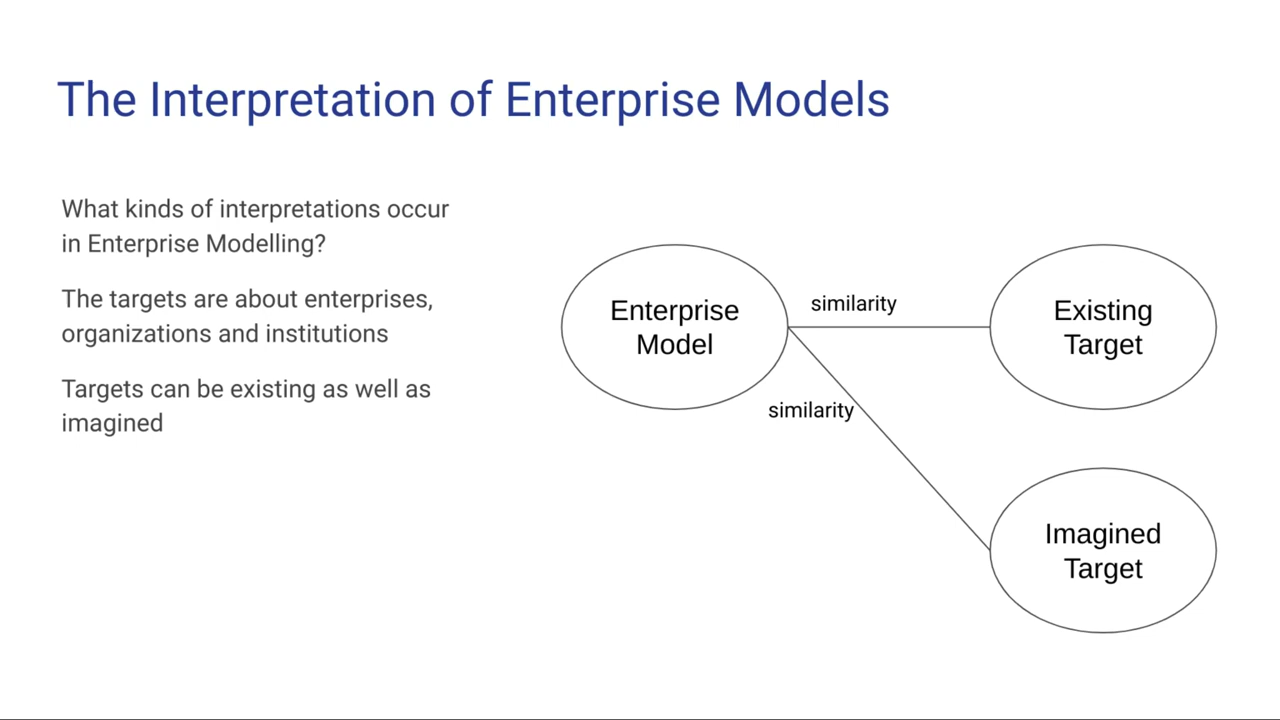 The Interpretation of Enterprise Models
What kinds of interpretations occur
in Enterprise Modelling?
The targets are about enterprises,
organizations and institutions
Targets can be existing as well as
imagined
Enterprise
Model
similarity
Existing
Target
similarity
Imagined
Target